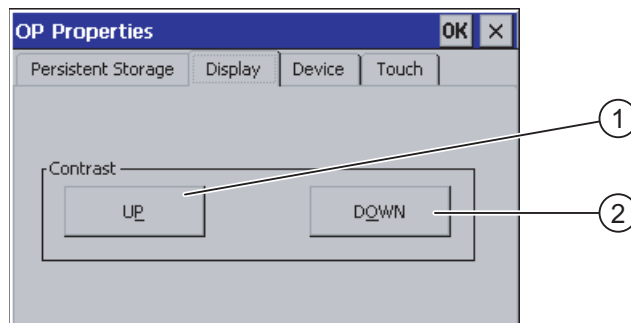 OP Properties OK ×
Persistent Storage Display Device Touch
1
Contrast
UP DOWN
2